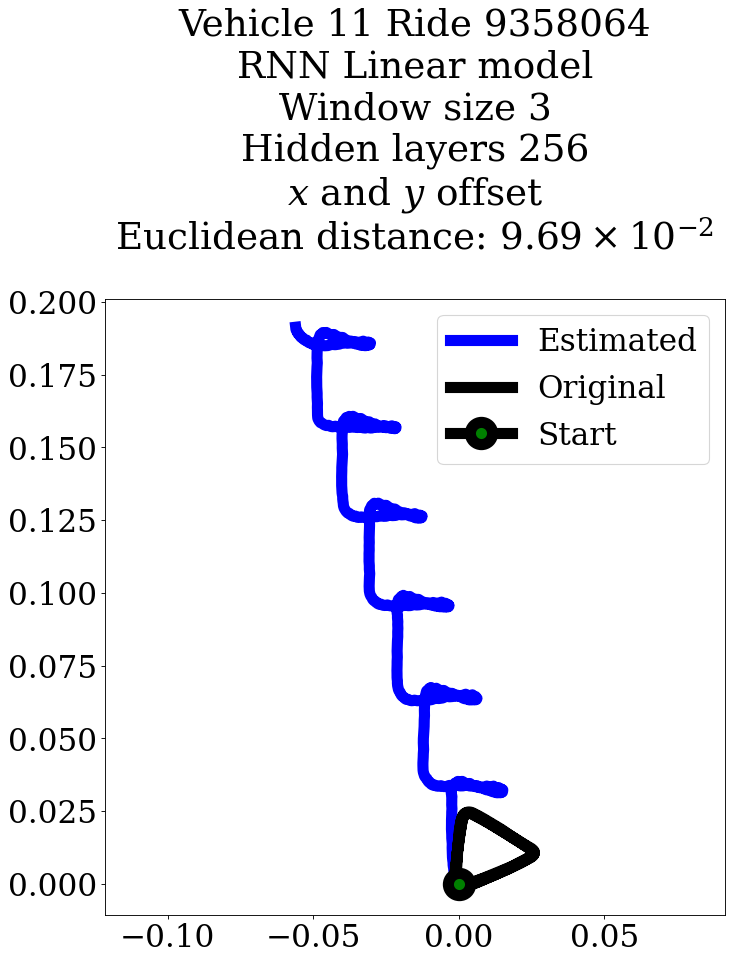 Vehicle 11 Ride 9358064
RNN Linear model
Window size 3
Hidden layers 256
x and y offset
Euclidean distance: 9.69 × 10⁻²
0.200
0.175
0.150
0.125
0.100
0.075
0.050
0.025
0.000
Estimated
Original
Start
−0.10 −0.05 0.00 0.05